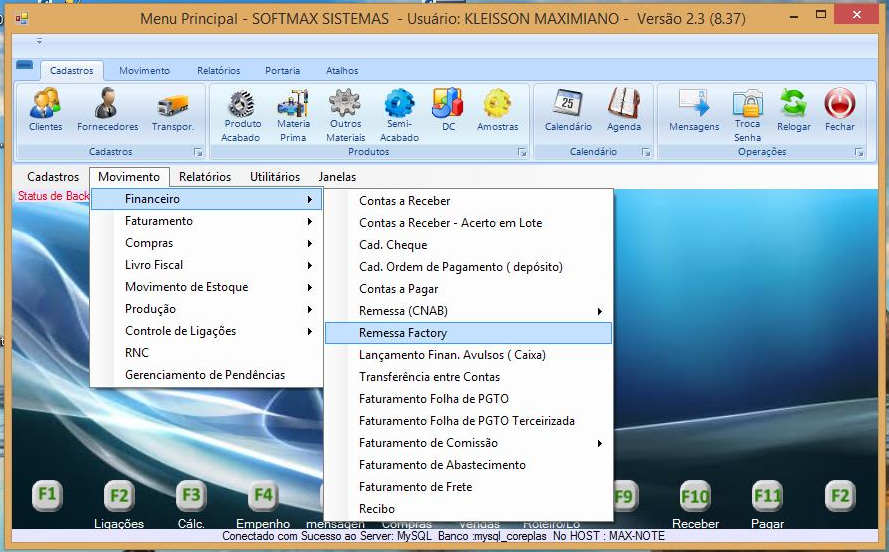 Menu Principal - SOFTMAX SISTEMAS - Usuário: KLEISSON MAXIMIANO - Versão 2.3 (8.37)
Cadastros Movimento Relatórios Portaria Atalhos
Clientes Fornecedores Transpor. Produto Acabado Materia Prima Outros Materiais Semi-Acabado DC Amostras Calendário Agenda Mensagens Troca Senha Relogar Fechar
Cadastros Produtos Calendário Operações
Cadastros Movimento Relatórios Utilitários Janelas
Status de Back
Financeiro
Faturamento
Compras
Livro Fiscal
Movimento de Estoque
Produção
Controle de Ligações
RNC
Gerenciamento de Pendências
Contas a Receber
Contas a Receber - Acerto em Lote
Cad. Cheque
Cad. Ordem de Pagamento ( depósito)
Contas a Pagar
Remessa (CNAB)
Remessa Factory
Lançamento Finan. Avulsos ( Caixa)
Transferência entre Contas
Faturamento Folha de PGTO
Faturamento Folha de PGTO Terceirizada
Faturamento de Comissão
Faturamento de Abastecimento
Faturamento de Frete
Recibo
F1 F2 F3 F4 F9 F10 F11 F2
Ligações Cálc. Empenho mensagen Compras Vendas Roteiro/Lo Receber Pagar
Conectado com Sucesso ao Server: MySQL Banco :mysql_coreplas No HOST : MAX-NOTE